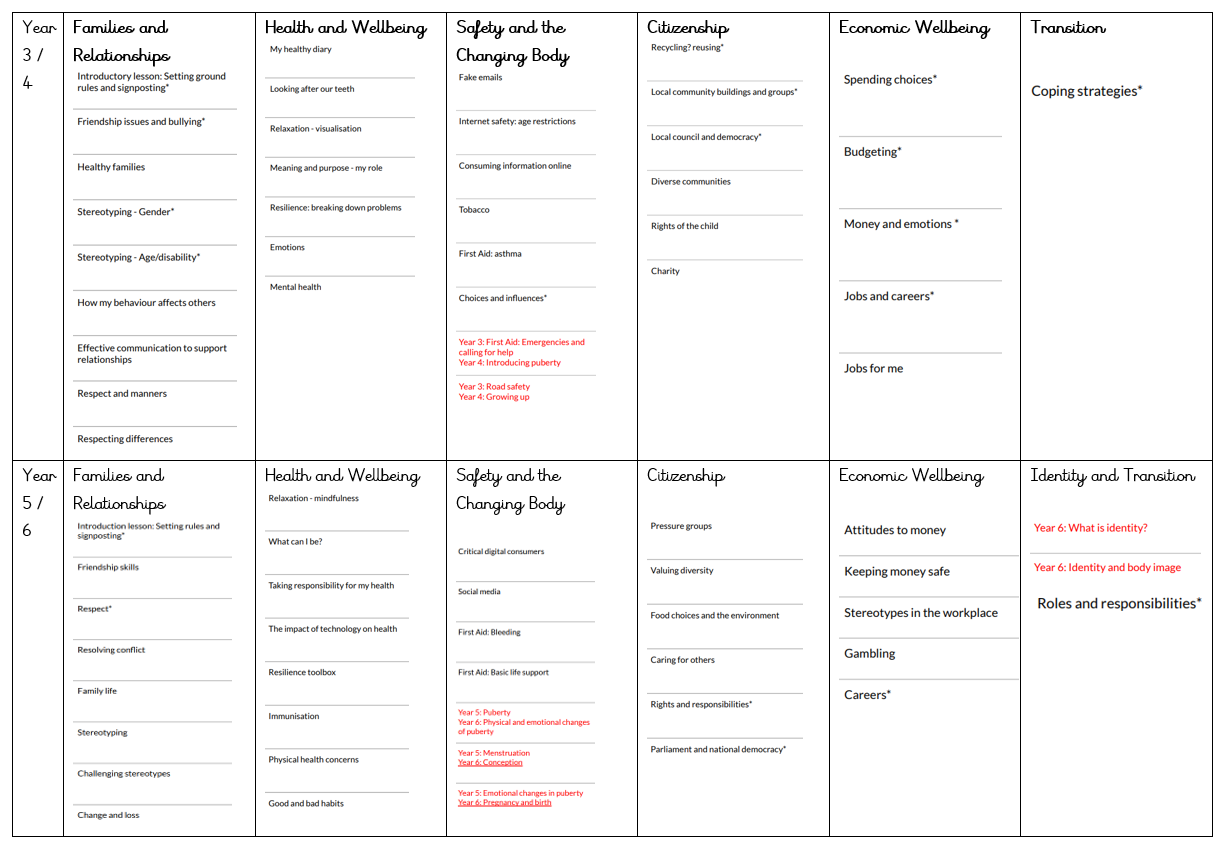 Year
3 /
4
Families and
Relationships
Introductory lesson: Setting ground
rules and signposting*
Friendship issues and bullying*
Healthy families
Stereotyping - Gender*
Stereotyping - Age/disability*
How my behaviour affects others
Effective communication to support
relationships
Respect and manners
Respecting differences
Health and Wellbeing
My healthy diary
Looking after our teeth
Relaxation - visualisation
Meaning and purpose - my role
Resilience: breaking down problems
Emotions
Mental health
Safety and the
Changing Body
Fake emails
Internet safety: age restrictions
Consuming information online
Tobacco
First Aid: asthma
Choices and influences*
Year 3: First Aid: Emergencies and
calling for help
Year 4: Introducing puberty
Year 3: Road safety
Year 4: Growing up
Citizenship
Recycling? reusing*
Local community buildings and groups*
Local council and democracy*
Diverse communities
Rights of the child
Charity
Economic Wellbeing
Spending choices*
Budgeting*
Money and emotions *
Jobs and careers*
Jobs for me
Transition
Coping strategies*
Year
5 /
6
Families and
Relationships
Introduction lesson: Setting rules and
signposting*
Friendship skills
Respect*
Resolving conflict
Family life
Stereotyping
Challenging stereotypes
Change and loss
Health and Wellbeing
Relaxation - mindfulness
What can I be?
Taking responsibility for my health
The impact of technology on health
Resilience toolbox
Immunisation
Physical health concerns
Good and bad habits
Safety and the
Changing Body
Critical digital consumers
Social media
First Aid: Bleeding
First Aid: Basic life support
Year 5: Puberty
Year 6: Physical and emotional changes
of puberty
Year 5: Menstruation
Year 6: Conception
Year 5: Emotional changes in puberty
Year 6: Pregnancy and birth
Citizenship
Pressure groups
Valuing diversity
Food choices and the environment
Caring for others
Rights and responsibilities*
Parliament and national democracy*
Economic Wellbeing
Attitudes to money
Keeping money safe
Stereotypes in the workplace
Gambling
Careers*
Identity and Transition
Year 6: What is identity?
Year 6: Identity and body image
Roles and responsibilities*